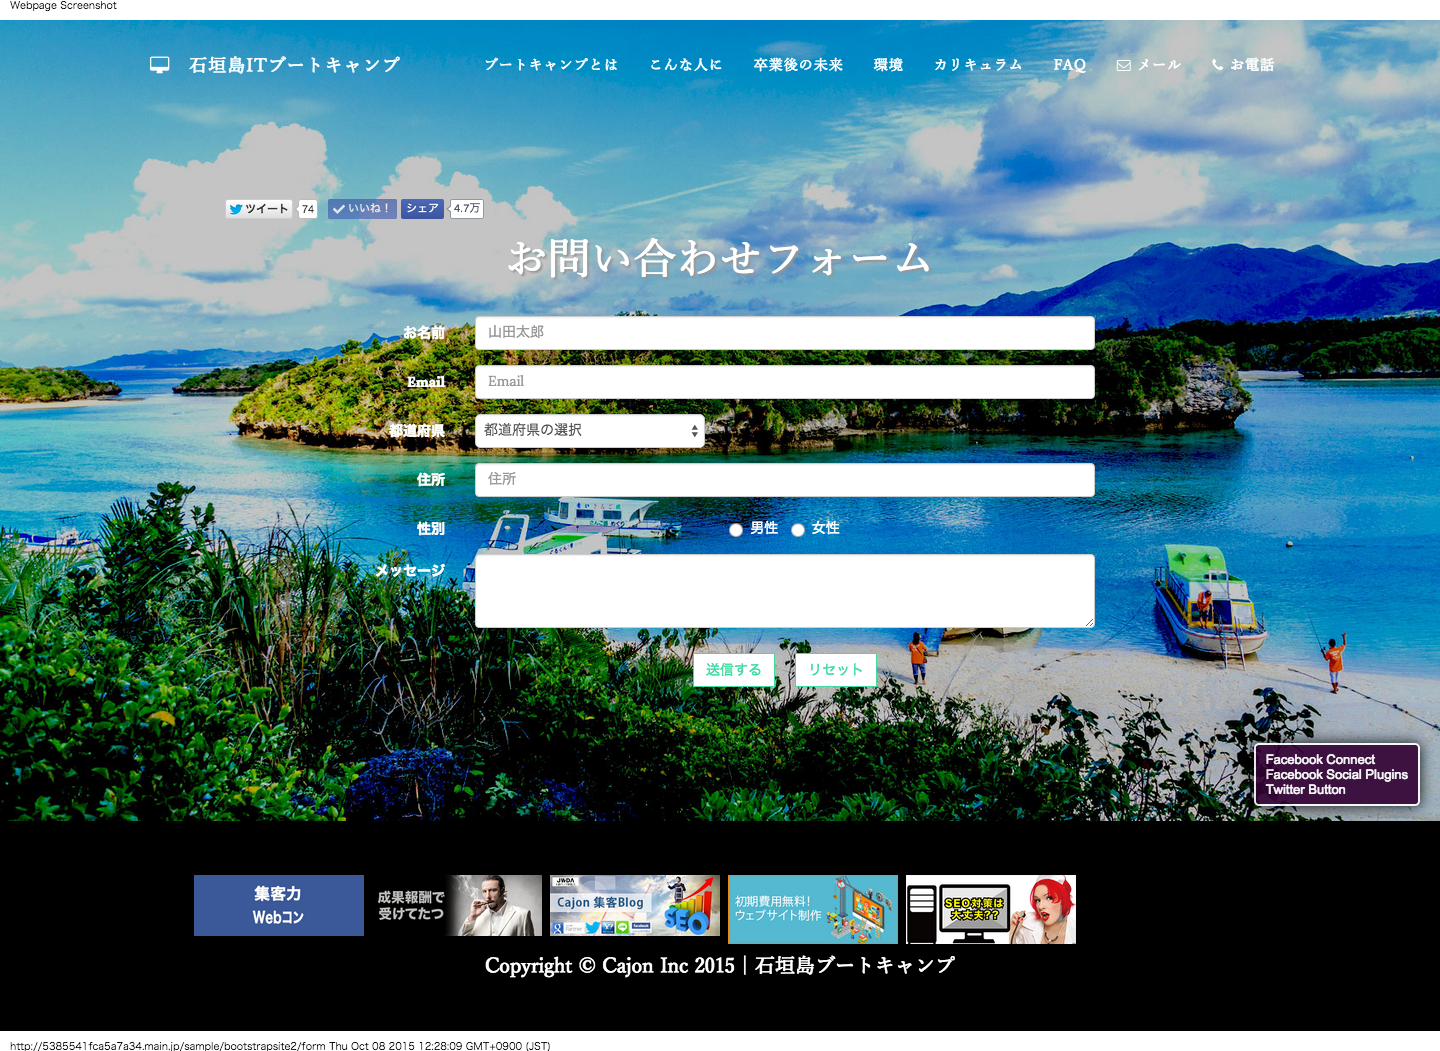 Webpage Screenshot
石垣島ITブートキャンプ ブートキャンプとは こんな人に 卒業後の未来 環境 カリキュラム FAQ メール お電話
ツイート 74 いいね！ シェア 4.7万
お問い合わせフォーム
お名前 山田太郎
Email Email
都道府県 都道府県の選択
住所 住所
性別 男性 女性
メッセージ
送信する リセット
Facebook Connect
Facebook Social Plugins
Twitter Button
集客力
Webコン
成果報酬で
受けてたつ
JWDA
Cajon 集客Blog
SEO
初期費用無料!
ウェブサイト制作
SEO対策は
大丈夫??
Copyright © Cajon Inc 2015 | 石垣島ブートキャンプ
http://5385541fca5a7a34.main.jp/sample/bootstrapsite2/form Thu Oct 08 2015 12:28:09 GMT+0900 (JST)